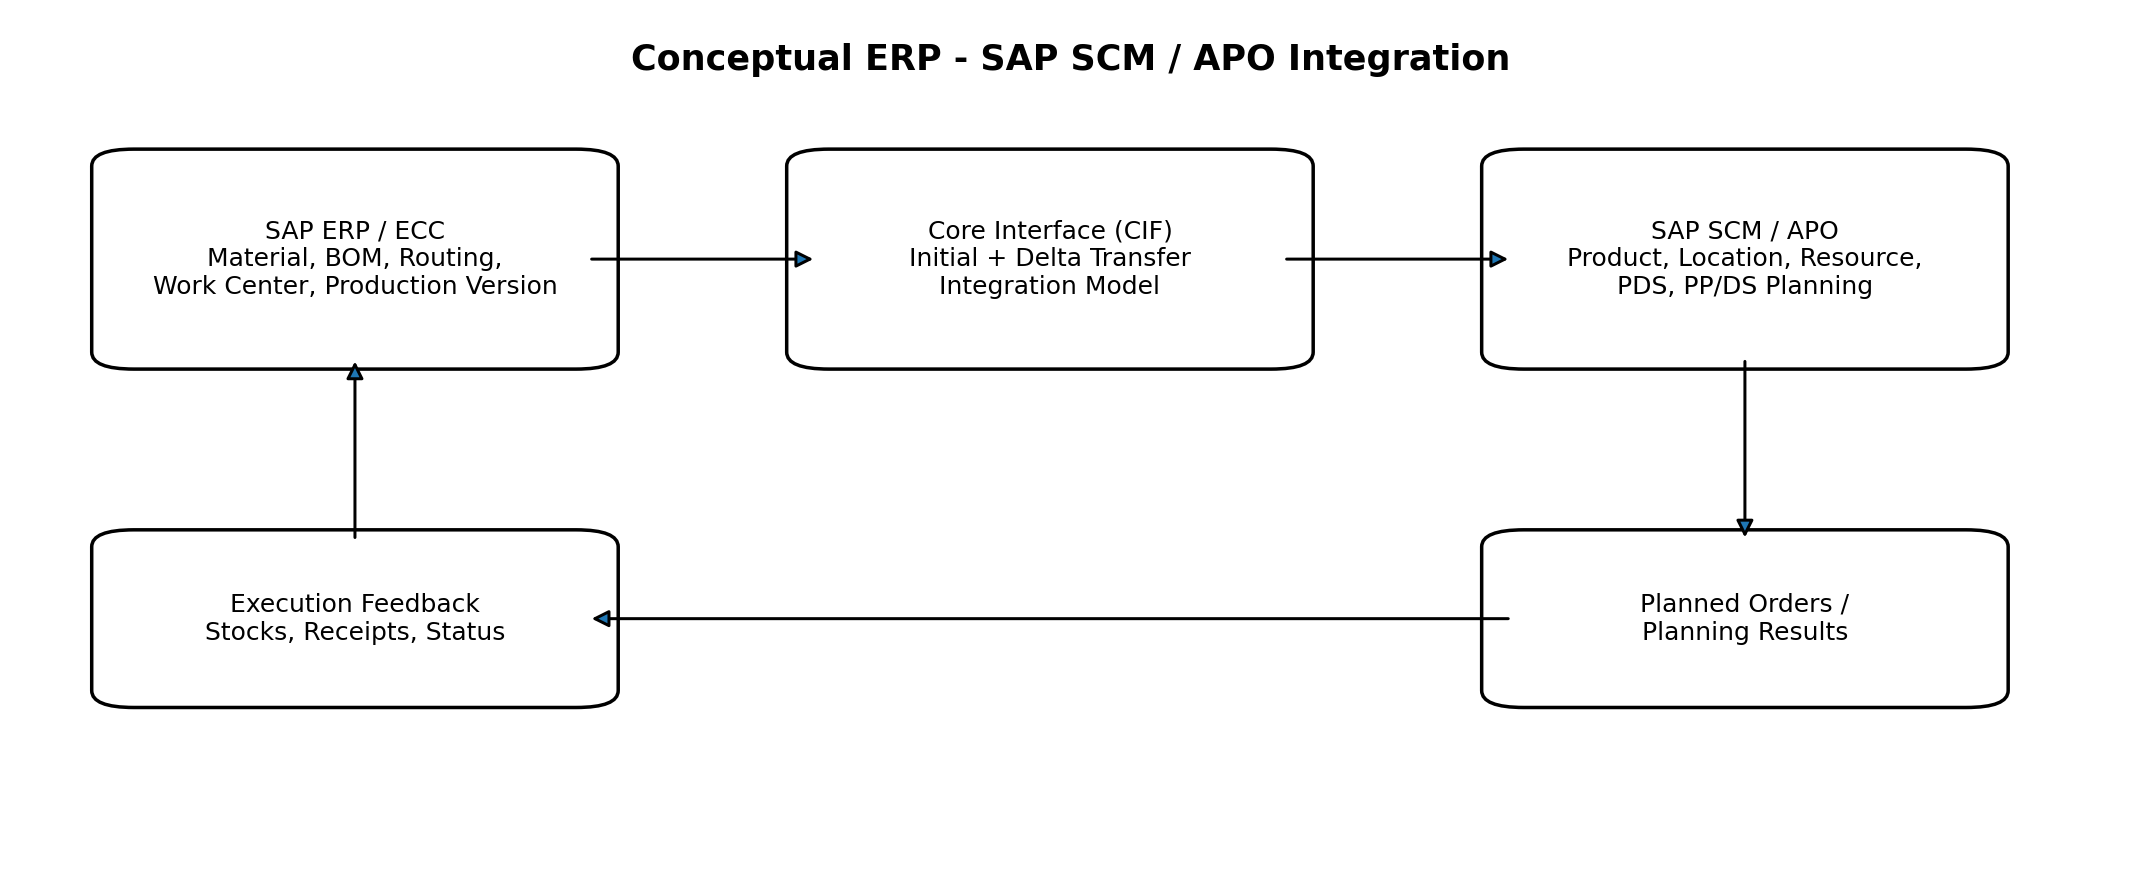 Conceptual ERP - SAP SCM / APO Integration
SAP ERP / ECC
Material, BOM, Routing,
Work Center, Production Version
Core Interface (CIF)
Initial + Delta Transfer
Integration Model
SAP SCM / APO
Product, Location, Resource,
PDS, PP/DS Planning
Execution Feedback
Stocks, Receipts, Status
Planned Orders /
Planning Results